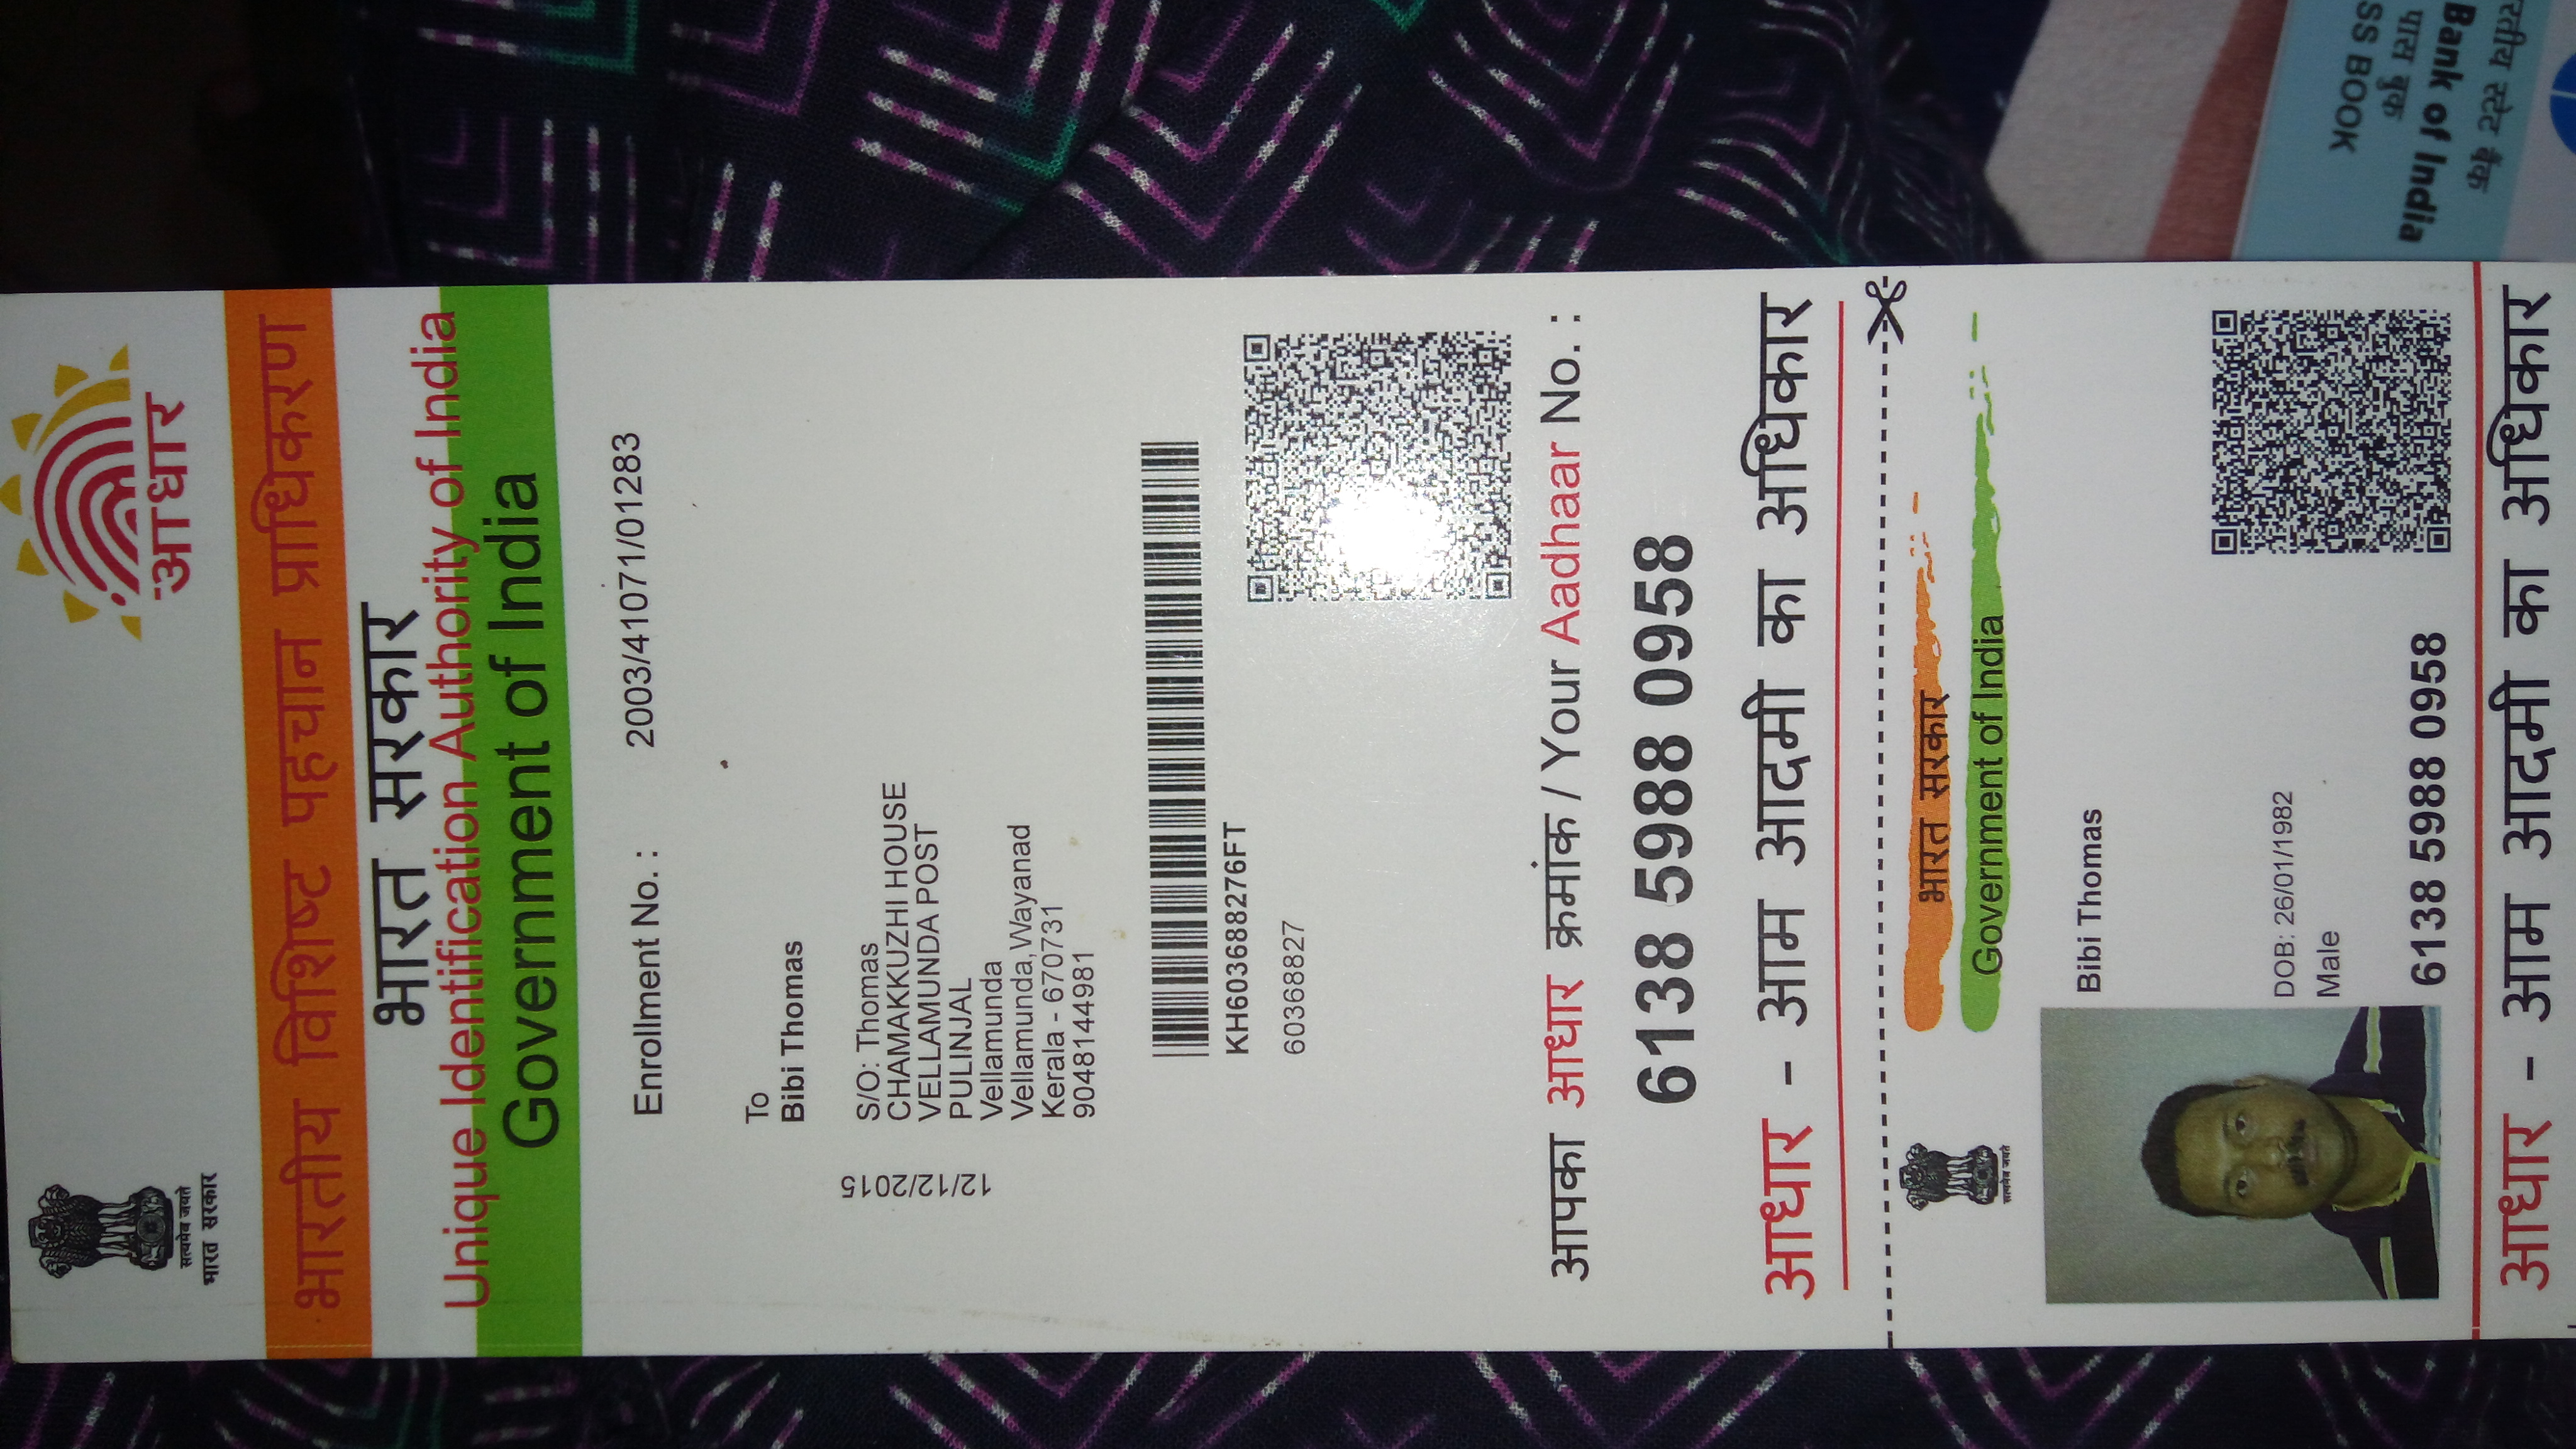 सत्यमेव जयते
भारत सरकार
आधार
भारतीय विशिष्ट पहचान प्राधिकरण
भारत सरकार
Unique Identification Authority of India
Government of India
Enrollment No. : 2003/41071/01283
To
Bibi Thomas
S/O: Thomas
CHAMAKKUZHI HOUSE
VELLAMUNDA POST
PULINJAL
Vellamunda
Vellamunda,Wayanad
Kerala - 670731
9048144981
12/12/2015
KH603688276FT
60368827
आपका आधार क्रमांक / Your Aadhaar No. :
6138 5988 0958
आधार - आम आदमी का अधिकार
सत्यमेव जयते
भारत सरकार
Government of India
Bibi Thomas
DOB: 26/01/1982
Male
6138 5988 0958
आधार - आम आदमी का अधिकार
स्टेट बैंक
Bank of India
पास बुक
SS BOOK